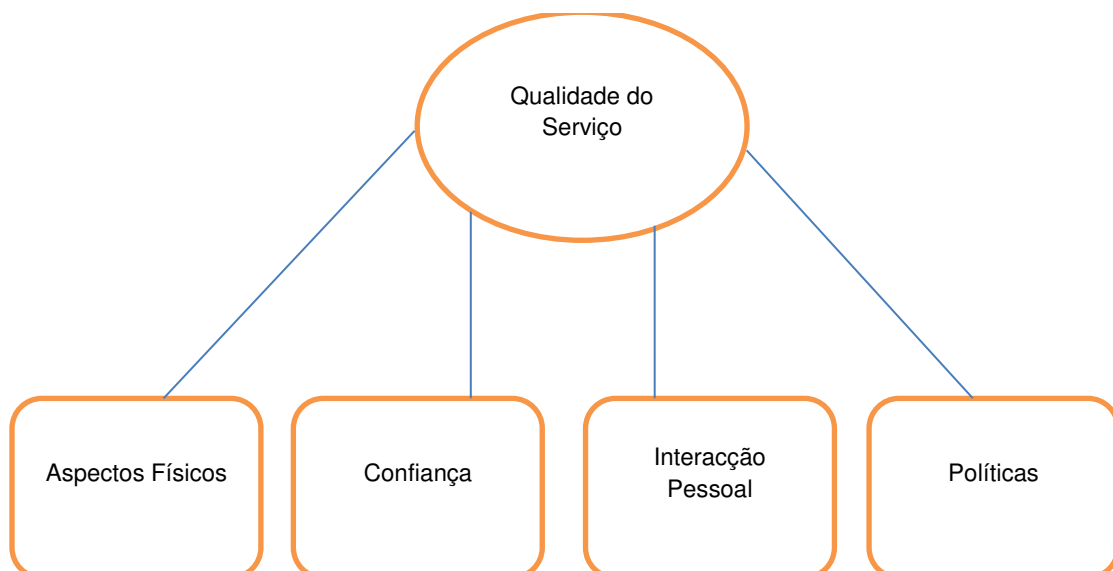 Qualidade do
Serviço
Aspectos Físicos
Confiança
Interacção
Pessoal
Políticas